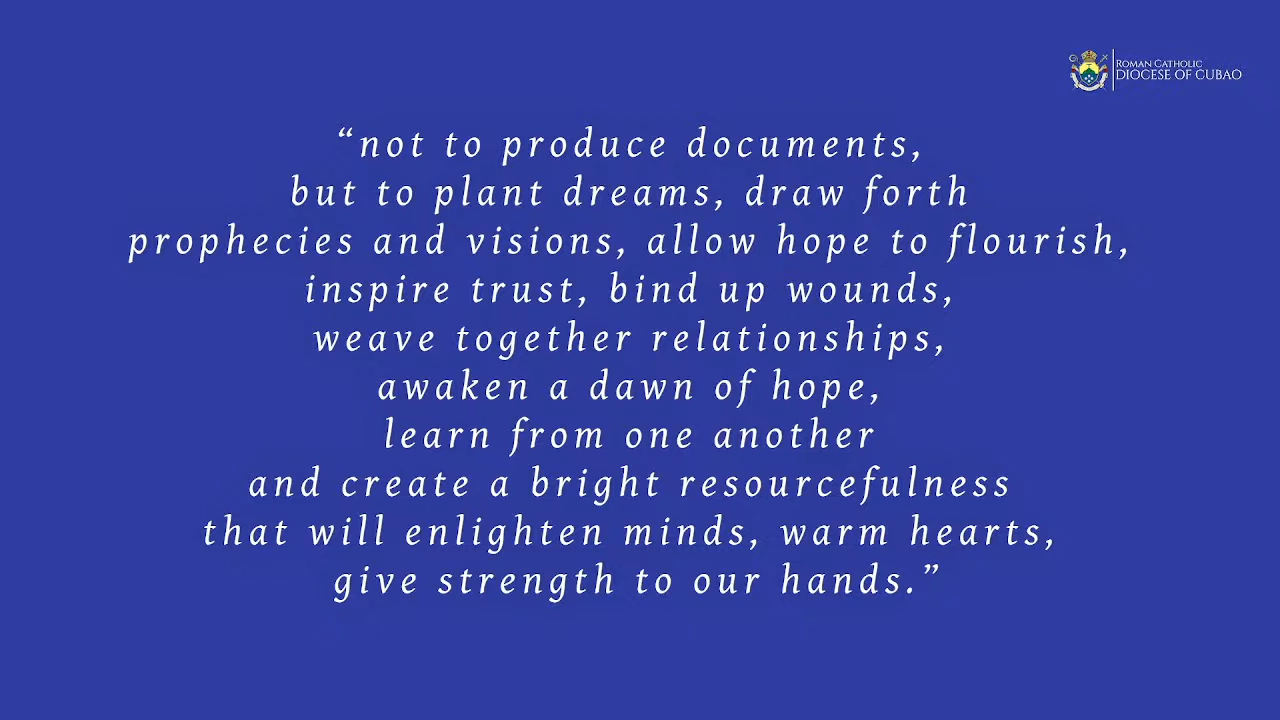 ROMAN CATHOLIC
DIOCESE OF CUBAO
“not to produce documents,
but to plant dreams, draw forth
prophecies and visions, allow hope to flourish,
inspire trust, bind up wounds,
weave together relationships,
awaken a dawn of hope,
learn from one another
and create a bright resourcefulness
that will enlighten minds, warm hearts,
give strength to our hands.”